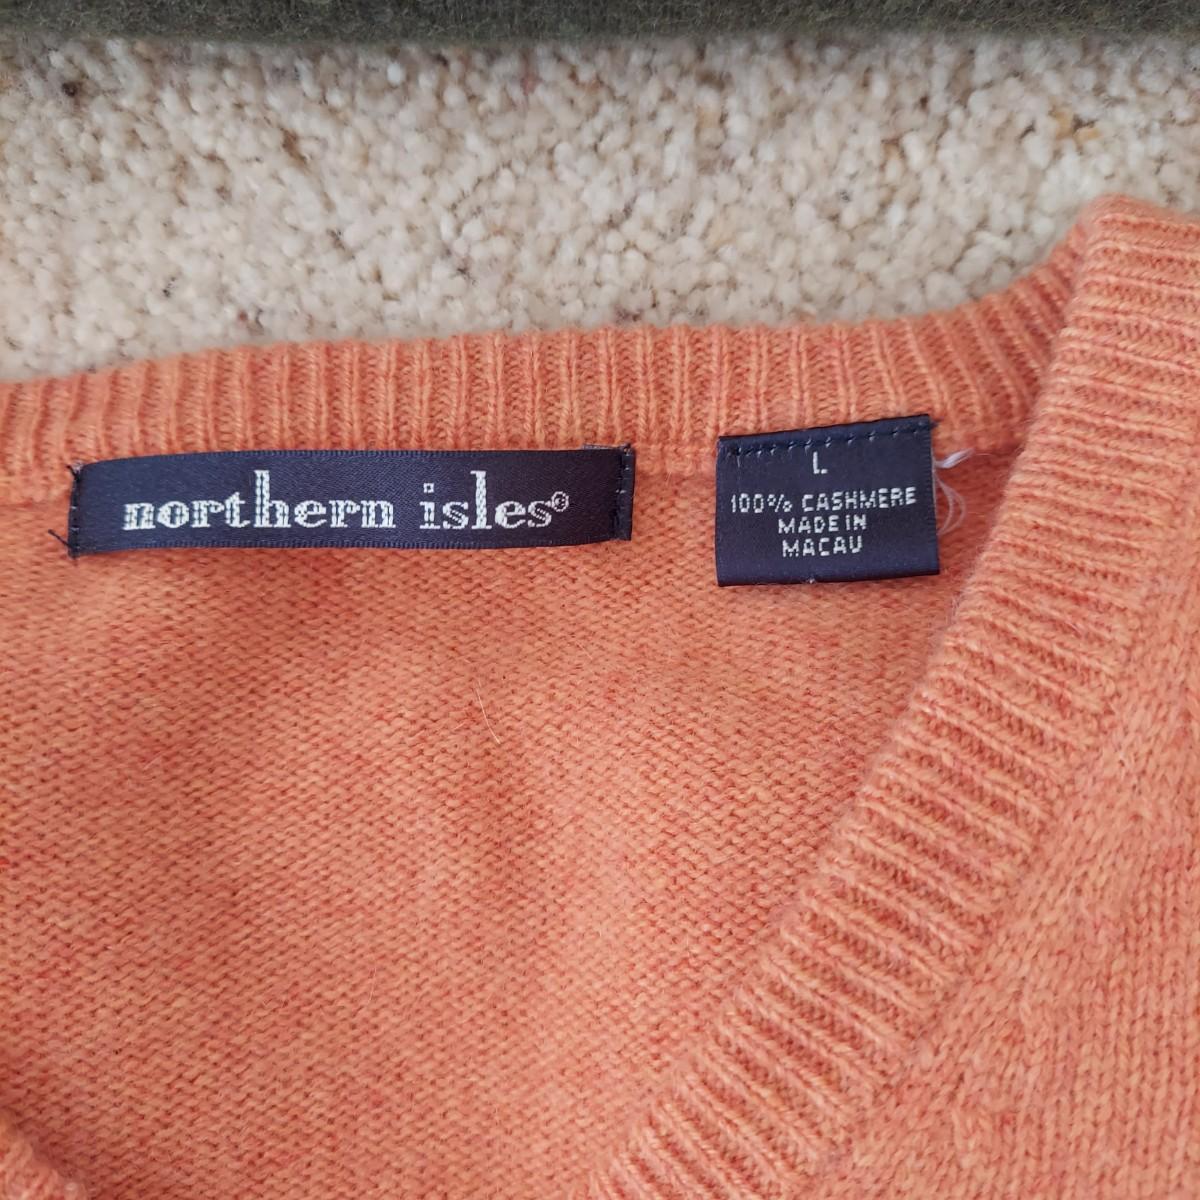 northern isles®
L
100% CASHMERE
MADE IN
MACAU